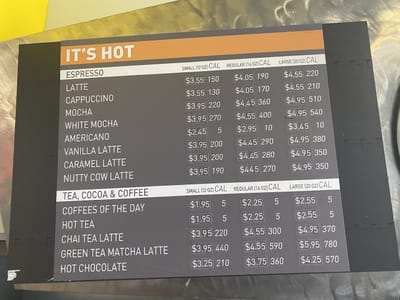 IT'S HOT
ESPRESSO SMALL (12 OZ) CAL REGULAR (16 OZ) CAL LARGE (20 OZ) CAL
LATTE $3.55 150 $4.05 190 $4.55 220
CAPPUCCINO $3.55 130 $4.05 170 $4.55 210
MOCHA $3.95 220 $4.45 360 $4.95 510
WHITE MOCHA $3.95 270 $4.55 400 $4.95 540
AMERICANO $2.45 5 $2.95 10 $3.45 10
VANILLA LATTE $3.95 200 $4.45 290 $4.95 380
CARAMEL LATTE $3.95 200 $4.45 280 $4.95 350
NUTTY COW LATTE $3.95 190 $4.45 270 $4.95 350
TEA, COCOA & COFFEE SMALL (12 OZ) CAL REGULAR (16 OZ) CAL LARGE (20 OZ) CAL
COFFEES OF THE DAY $1.95 5 $2.25 5 $2.55 5
HOT TEA $1.95 5 $2.25 5 $2.55 5
CHAI TEA LATTE $3.95 220 $4.55 300 $4.95 370
GREEN TEA MATCHA LATTE $3.95 440 $4.55 590 $5.95 780
HOT CHOCOLATE $3.25 210 $3.75 360 $4.25 570